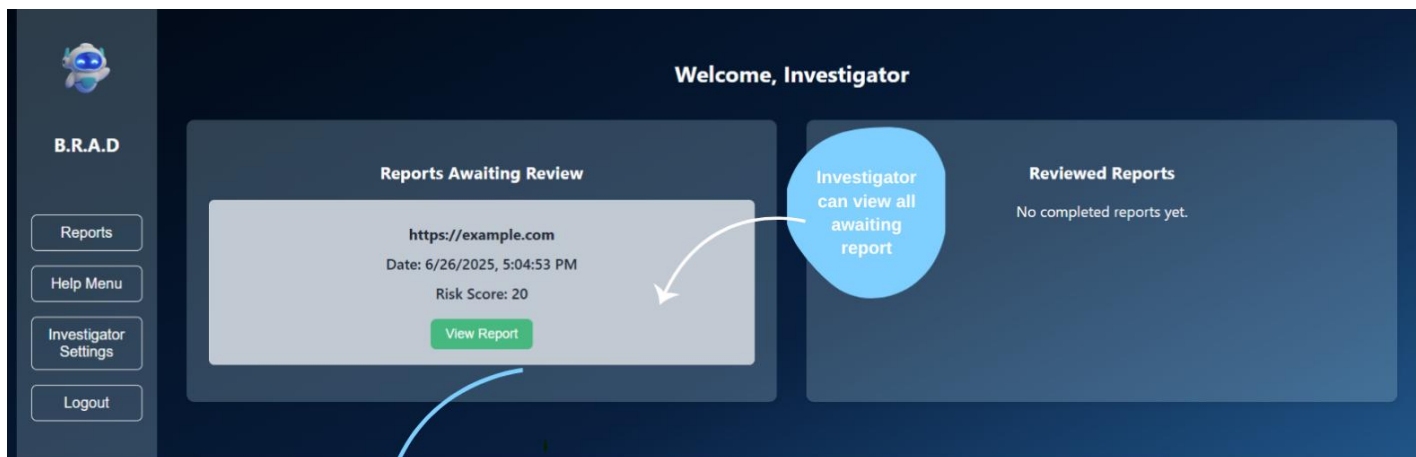 Welcome, Investigator
B.R.A.D
Reports
Help Menu
Investigator
Settings
Logout
Reports Awaiting Review
https://example.com
Date: 6/26/2025, 5:04:53 PM
Risk Score: 20
View Report
Investigator
can view all
awaiting
report
Reviewed Reports
No completed reports yet.